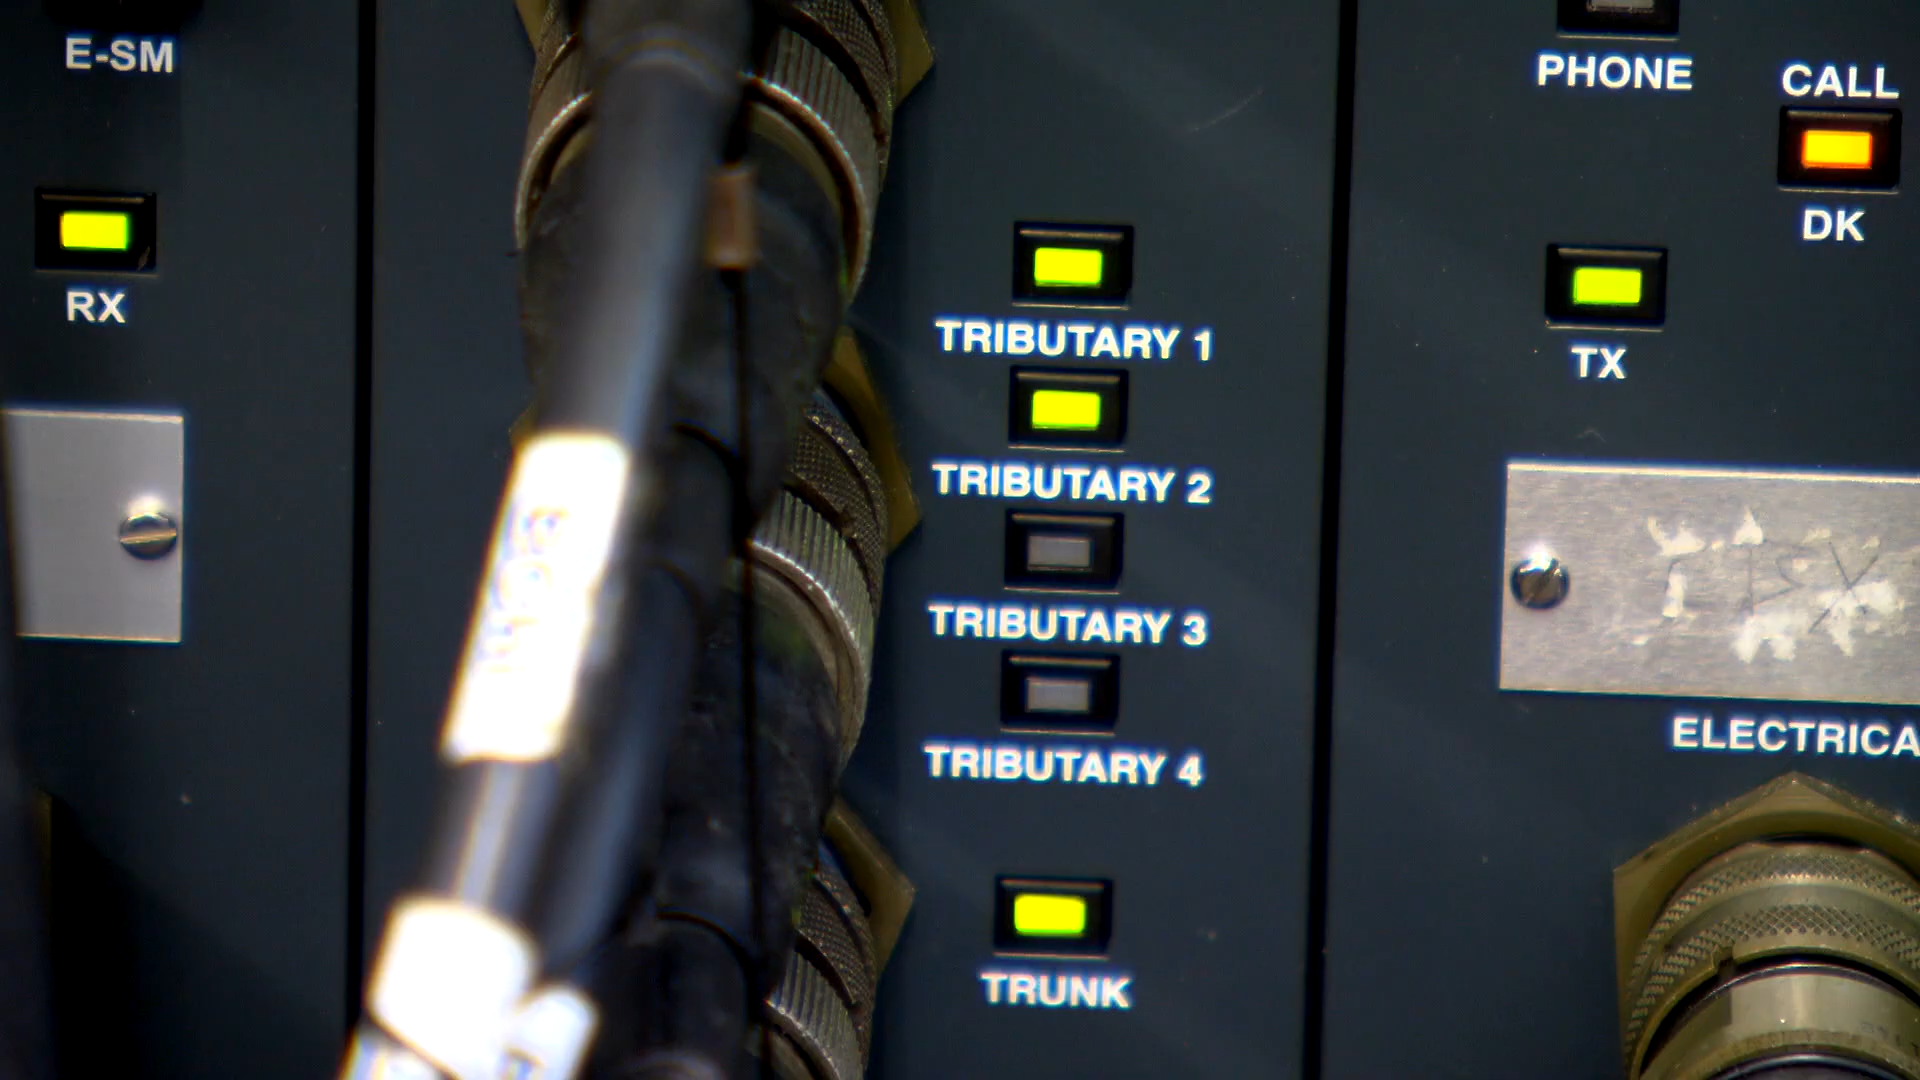 E-SM
RX
TRIBUTARY 1
TRIBUTARY 2
TRIBUTARY 3
TRIBUTARY 4
TRUNK
PHONE
CALL
DK
TX
ELECTRICA